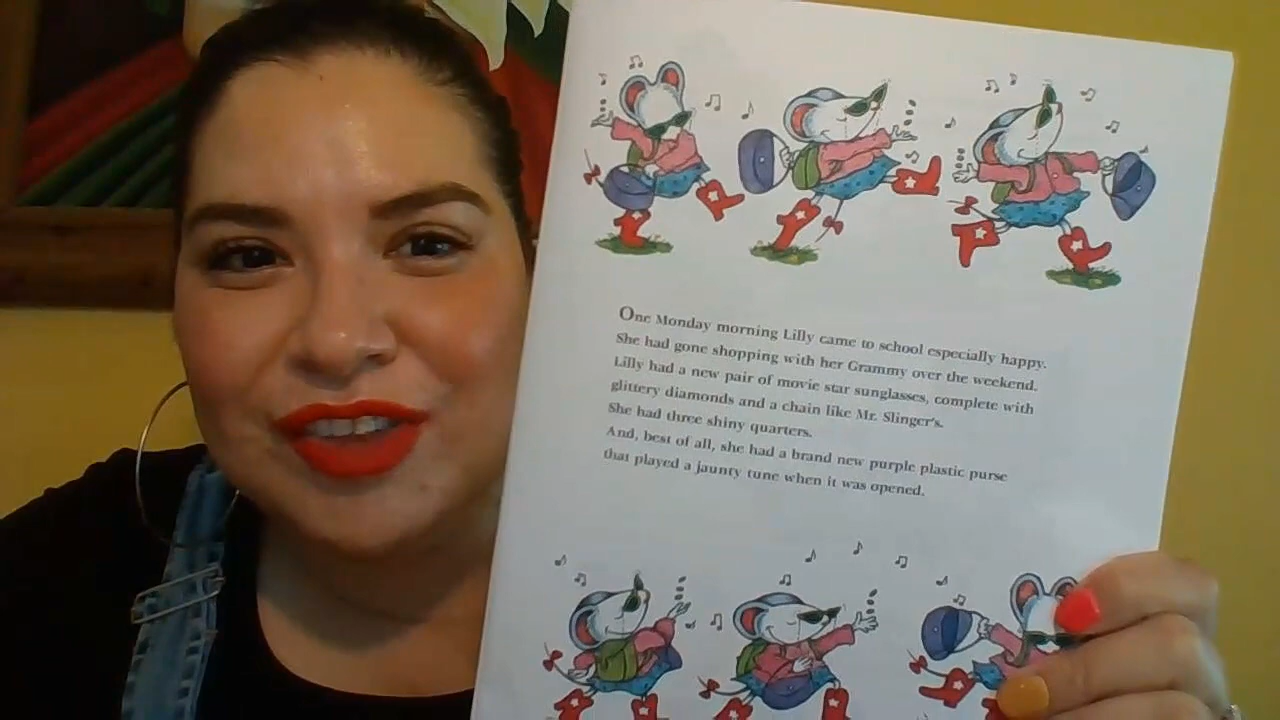 One Monday morning Lilly came to school especially happy.
She had gone shopping with her Grammy over the weekend.
Lilly had a new pair of movie star sunglasses, complete with
glittery diamonds and a chain like Mr. Slinger's.
She had three shiny quarters.
And, best of all, she had a brand new purple plastic purse
that played a jaunty tune when it was opened.